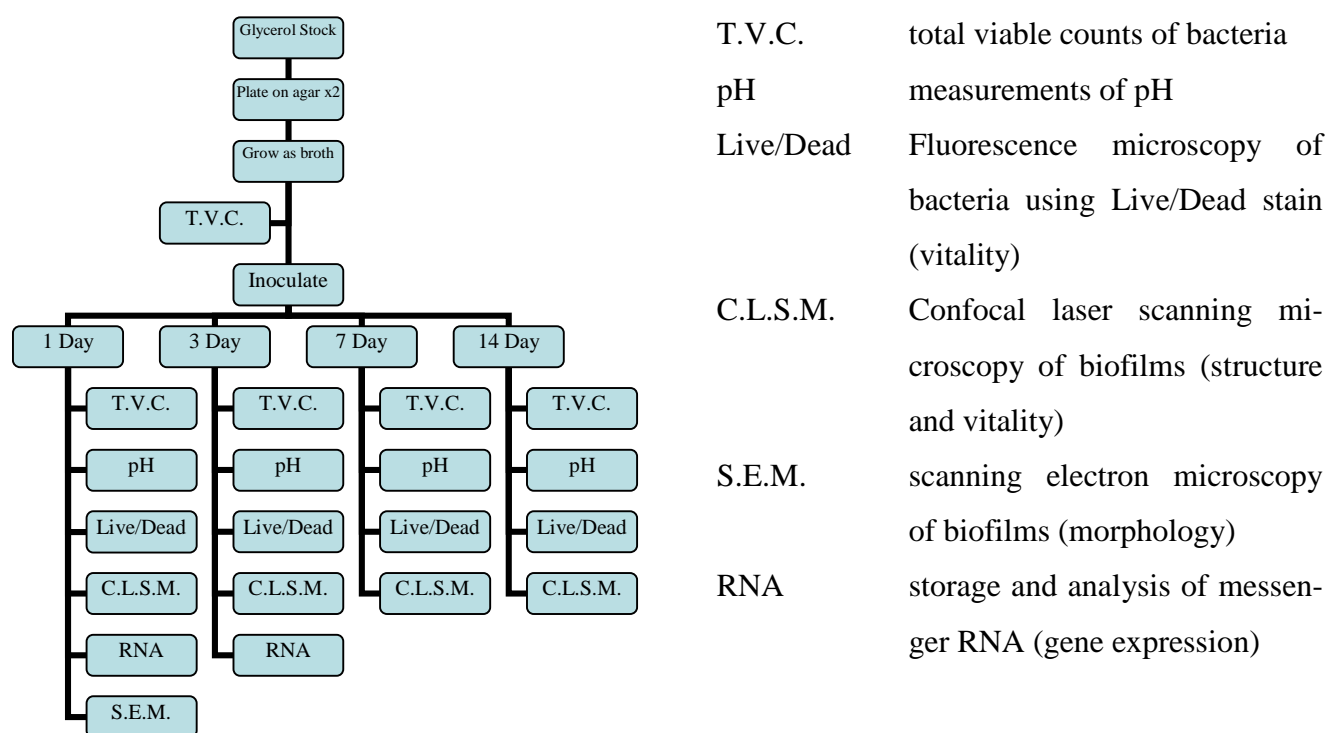 Glycerol Stock
Plate on agar x2
Grow as broth
T.V.C.
Inoculate
1 Day
3 Day
7 Day
14 Day
T.V.C.
T.V.C.
T.V.C.
T.V.C.
pH
pH
pH
pH
Live/Dead
Live/Dead
Live/Dead
Live/Dead
C.L.S.M.
C.L.S.M.
C.L.S.M.
C.L.S.M.
RNA
RNA
S.E.M.
T.V.C. total viable counts of bacteria
pH measurements of pH
Live/Dead Fluorescence microscopy of
bacteria using Live/Dead stain
(vitality)
C.L.S.M. Confocal laser scanning mi-
croscopy of biofilms (structure
and vitality)
S.E.M. scanning electron microscopy
of biofilms (morphology)
RNA storage and analysis of messen-
ger RNA (gene expression)